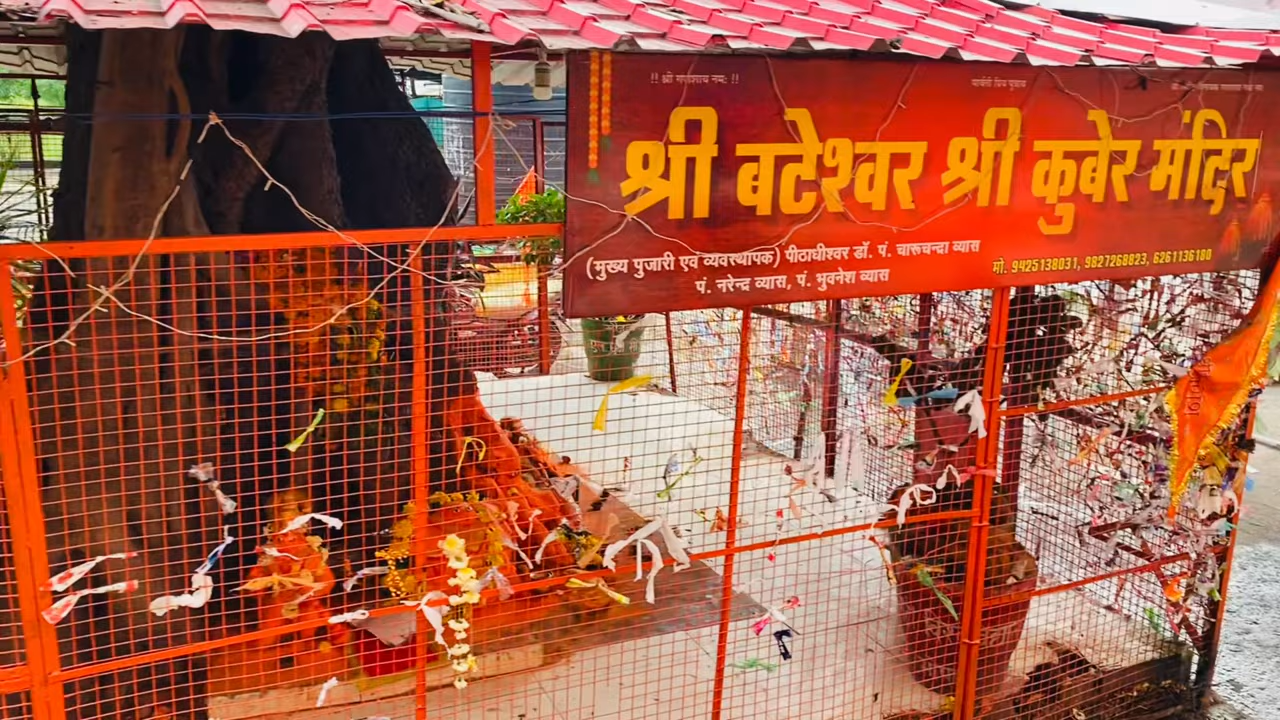 !! श्री गणेशाय नमः !!
श्री बटेश्वर श्री कुबेर मंदिर
(मुख्य पुजारी एवं व्यवस्थापक) पीठाधीश्वर डॉ. पं. चारूचन्द्रा व्यास
पं. नरेन्द्र व्यास, पं. भुवनेश व्यास
मो. 9425138031, 9827268823, 6261136180